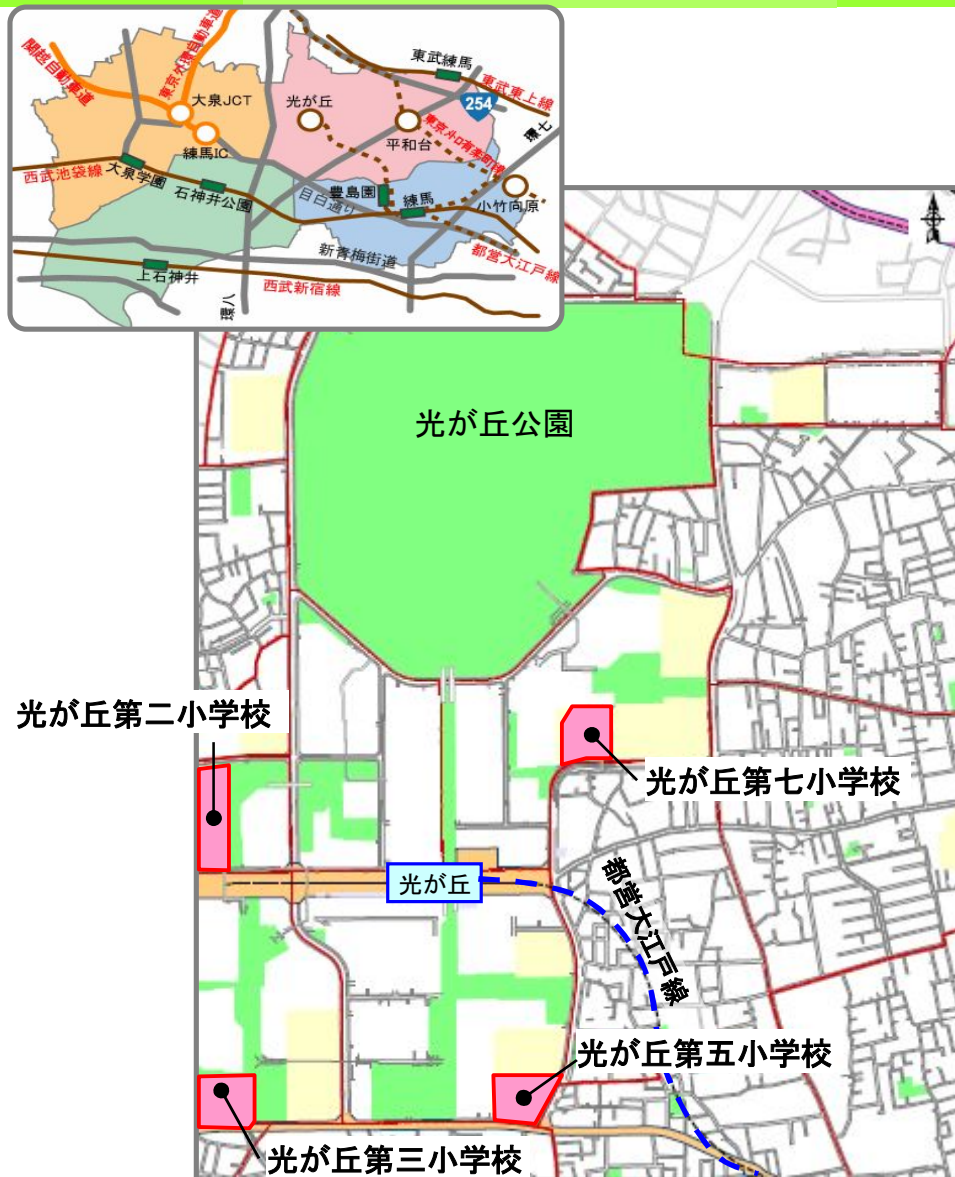 関越自動車道
東京外環自動車道
東武練馬
東武東上線
大泉JCT
光が丘
254
環七
練馬IC
平和台
東京メトロ有楽町線
大泉学園
西武池袋線
石神井公園
目白通り
豊島園
練馬
小竹向原
新青梅街道
都営大江戸線
上石神井
西武新宿線
環八
光が丘公園
光が丘第二小学校
光が丘第七小学校
光が丘
都営大江戸線
光が丘第五小学校
光が丘第三小学校